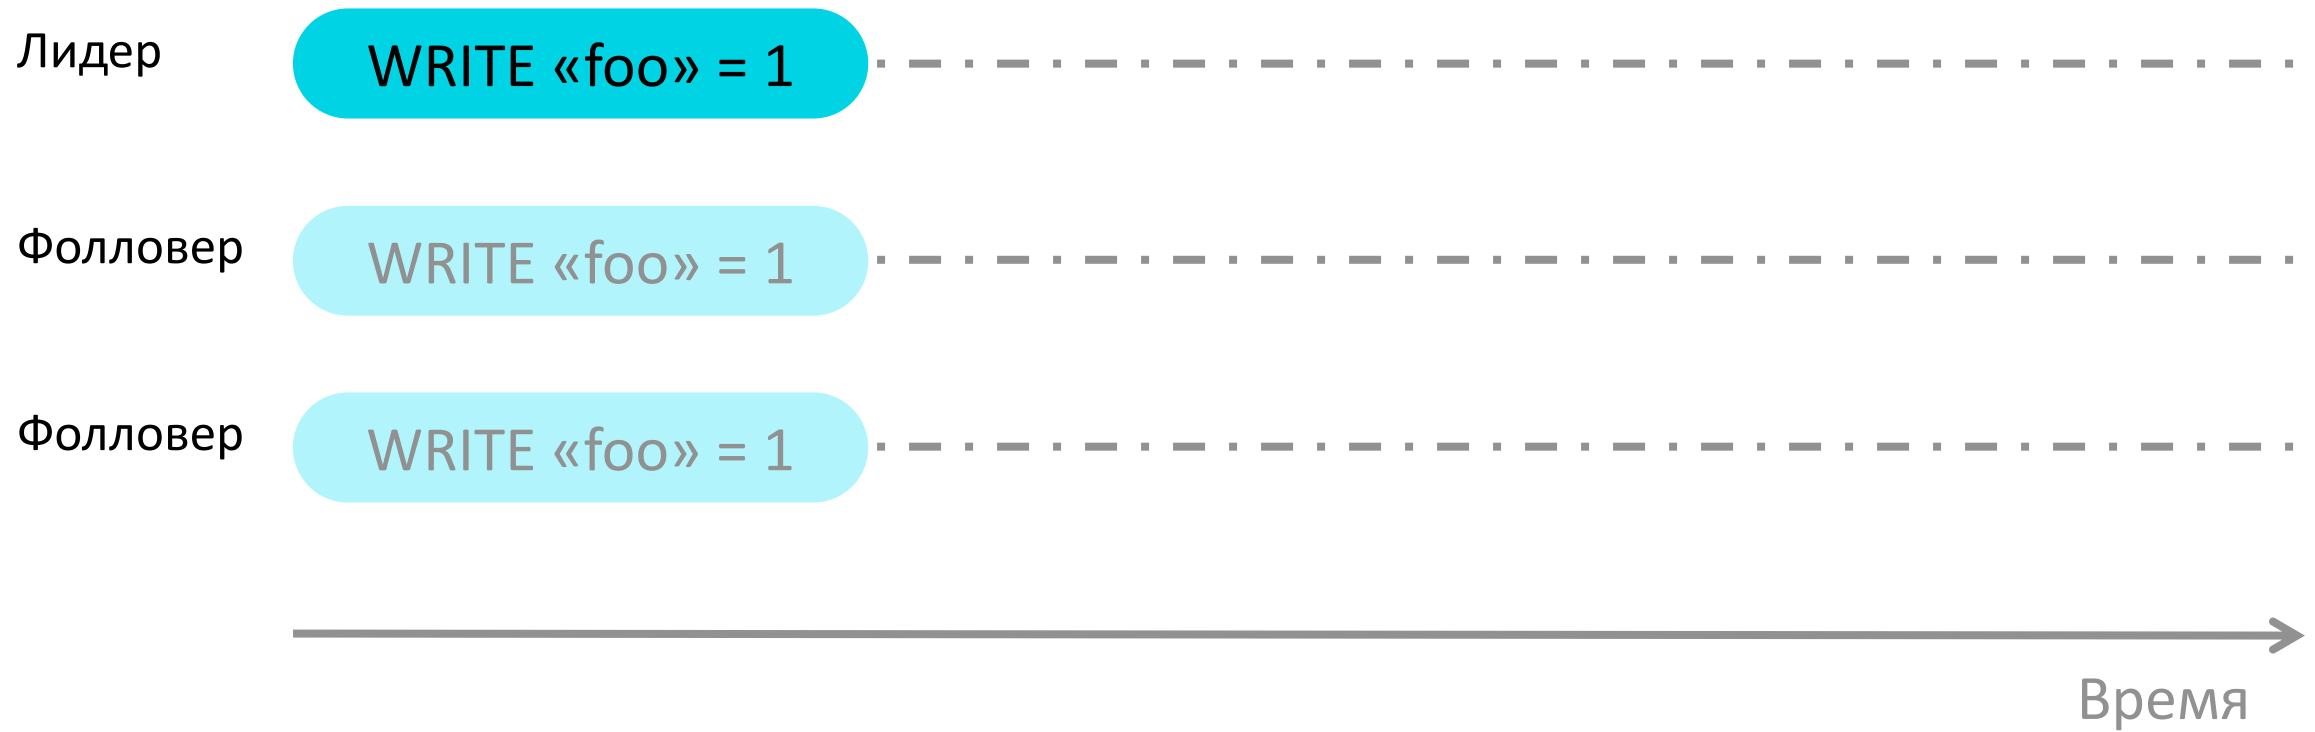 Лидер WRITE «foo» = 1
Фолловер WRITE «foo» = 1
Фолловер WRITE «foo» = 1
Время